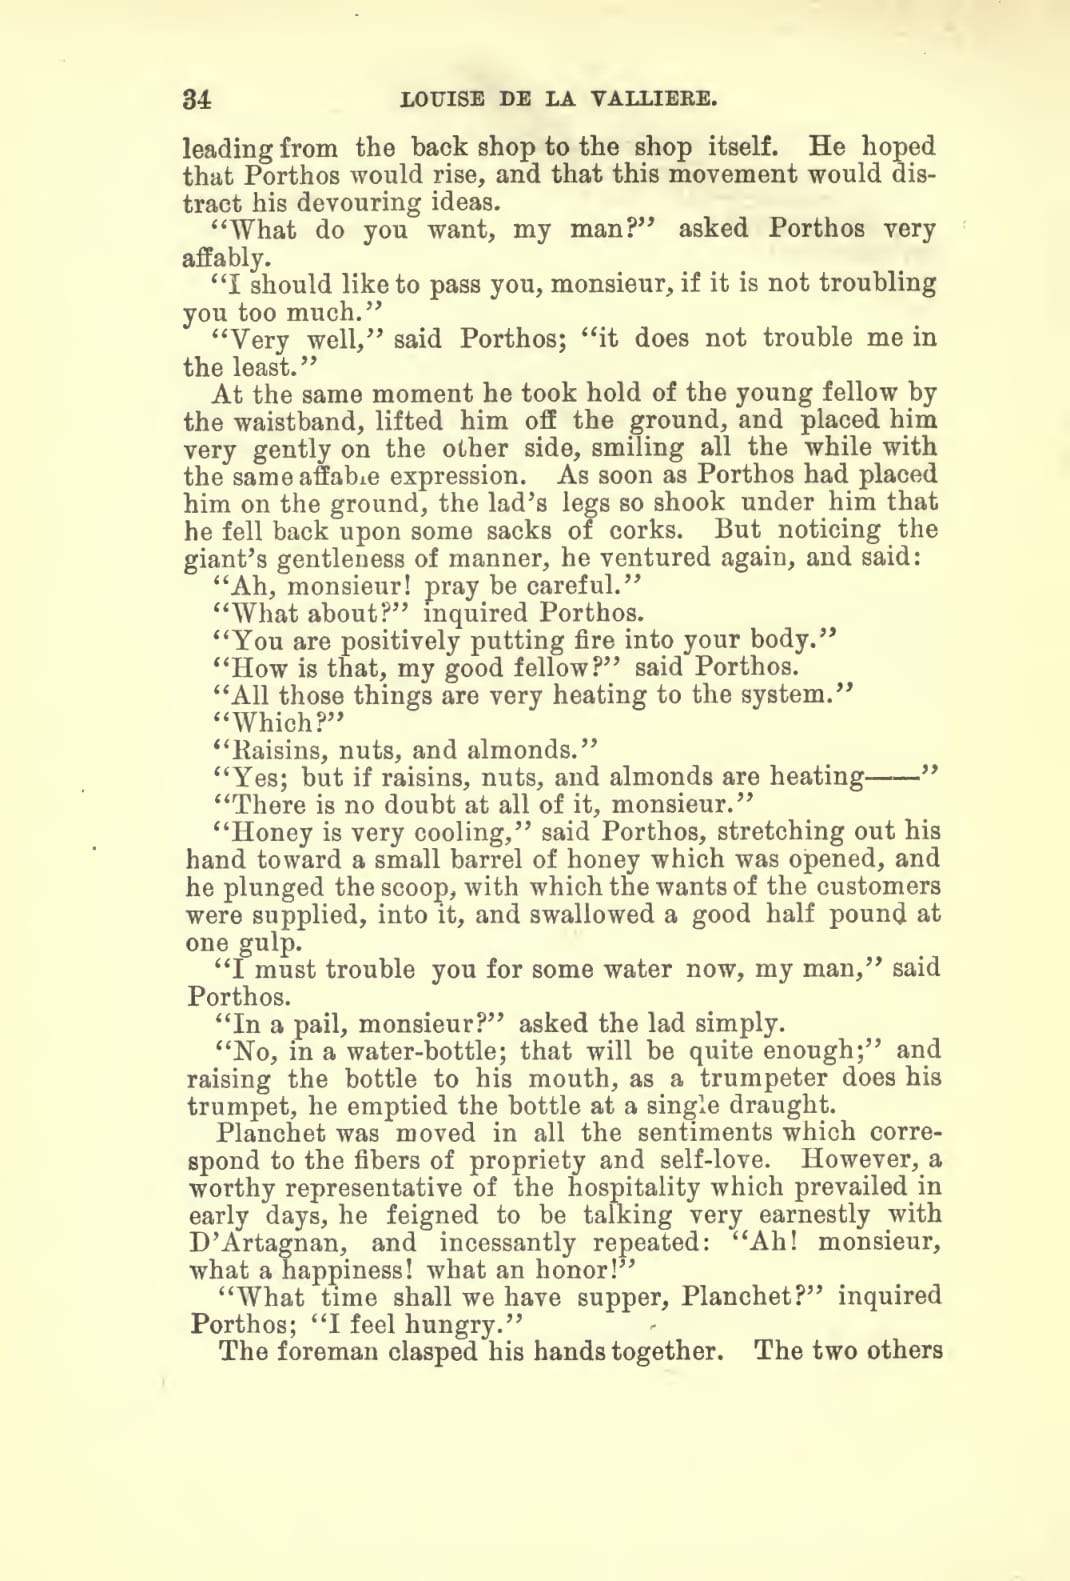 34 LOUISE DE LA VALLIERE.
leading from the back shop to the shop itself. He hoped
that Porthos would rise, and that this movement would dis-
tract his devouring ideas.
“What do you want, my man?” asked Porthos very
affably.
“I should like to pass you, monsieur, if it is not troubling
you too much.”
“Very well,” said Porthos; “it does not trouble me in
the least.”
At the same moment he took hold of the young fellow by
the waistband, lifted him off the ground, and placed him
very gently on the other side, smiling all the while with
the same affable expression. As soon as Porthos had placed
him on the ground, the lad’s legs so shook under him that
he fell back upon some sacks of corks. But noticing the
giant’s gentleness of manner, he ventured again, and said:
“Ah, monsieur! pray be careful.”
“What about?” inquired Porthos.
“You are positively putting fire into your body.”
“How is that, my good fellow?” said Porthos.
“All those things are very heating to the system.”
“Which?”
“Raisins, nuts, and almonds.”
“Yes; but if raisins, nuts, and almonds are heating——”
“There is no doubt at all of it, monsieur.”
“Honey is very cooling,” said Porthos, stretching out his
hand toward a small barrel of honey which was opened, and
he plunged the scoop, with which the wants of the customers
were supplied, into it, and swallowed a good half pound at
one gulp.
“I must trouble you for some water now, my man,” said
Porthos.
“In a pail, monsieur?” asked the lad simply.
“No, in a water-bottle; that will be quite enough;” and
raising the bottle to his mouth, as a trumpeter does his
trumpet, he emptied the bottle at a single draught.
Planchet was moved in all the sentiments which corre-
spond to the fibers of propriety and self-love. However, a
worthy representative of the hospitality which prevailed in
early days, he feigned to be talking very earnestly with
D’Artagnan, and incessantly repeated: “Ah! monsieur,
what a happiness! what an honor!”
“What time shall we have supper, Planchet?” inquired
Porthos; “I feel hungry.”
The foreman clasped his hands together. The two others